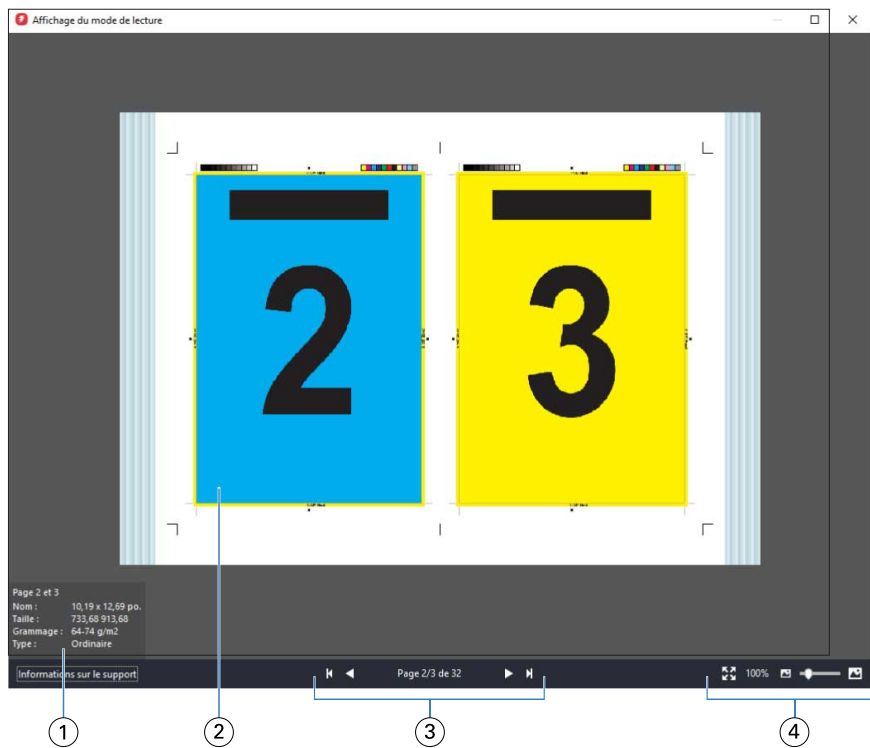 Affichage du mode de lecture
2
3
Page 2 et 3
Nom : 10,19 x 12,69 po.
Taille : 733,68 913,68
Grammage : 64-74 g/m2
Type : Ordinaire
Informations sur le support
Page 2/3 de 32
100%
1
2
3
4